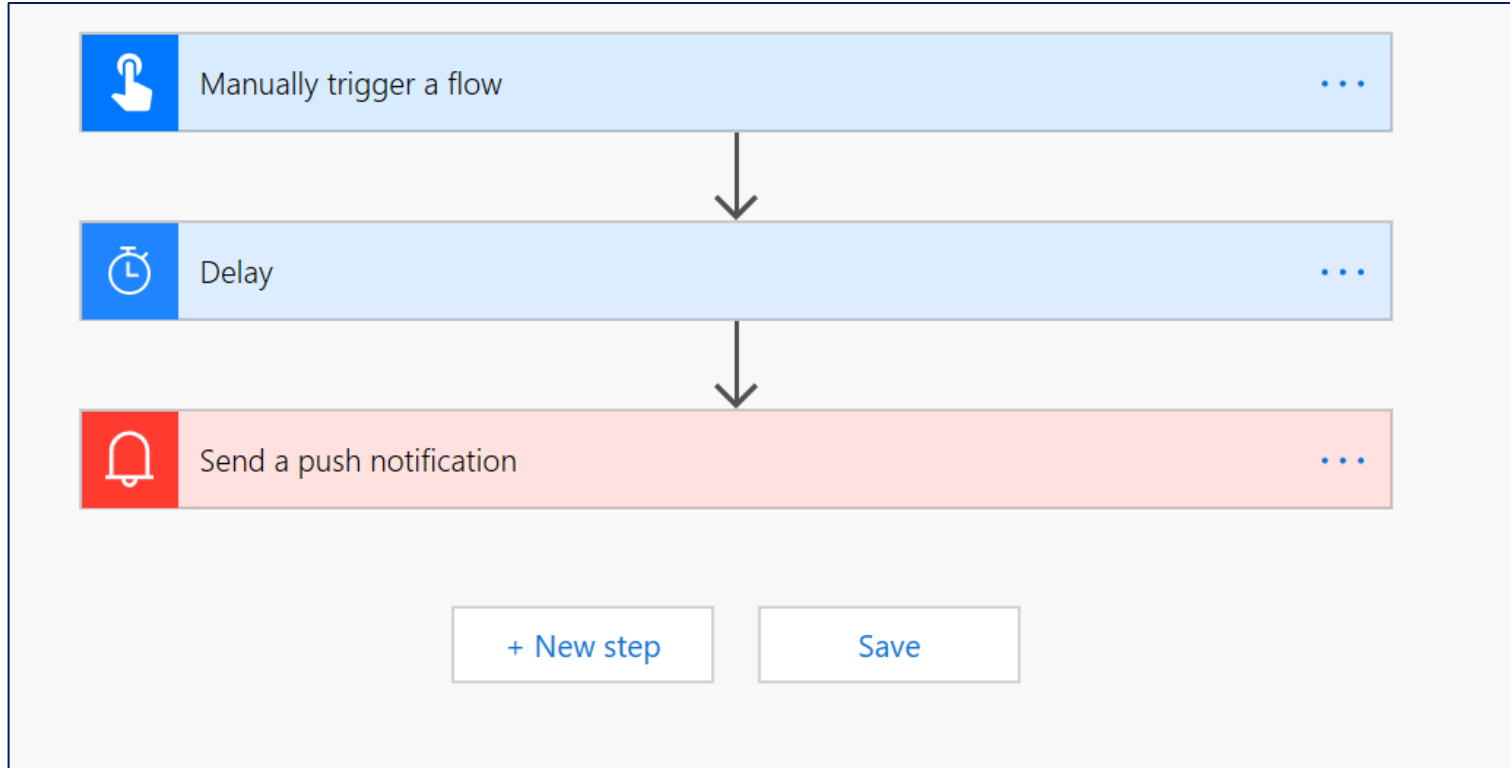 Manually trigger a flow
Delay
Send a push notification
+ New step
Save